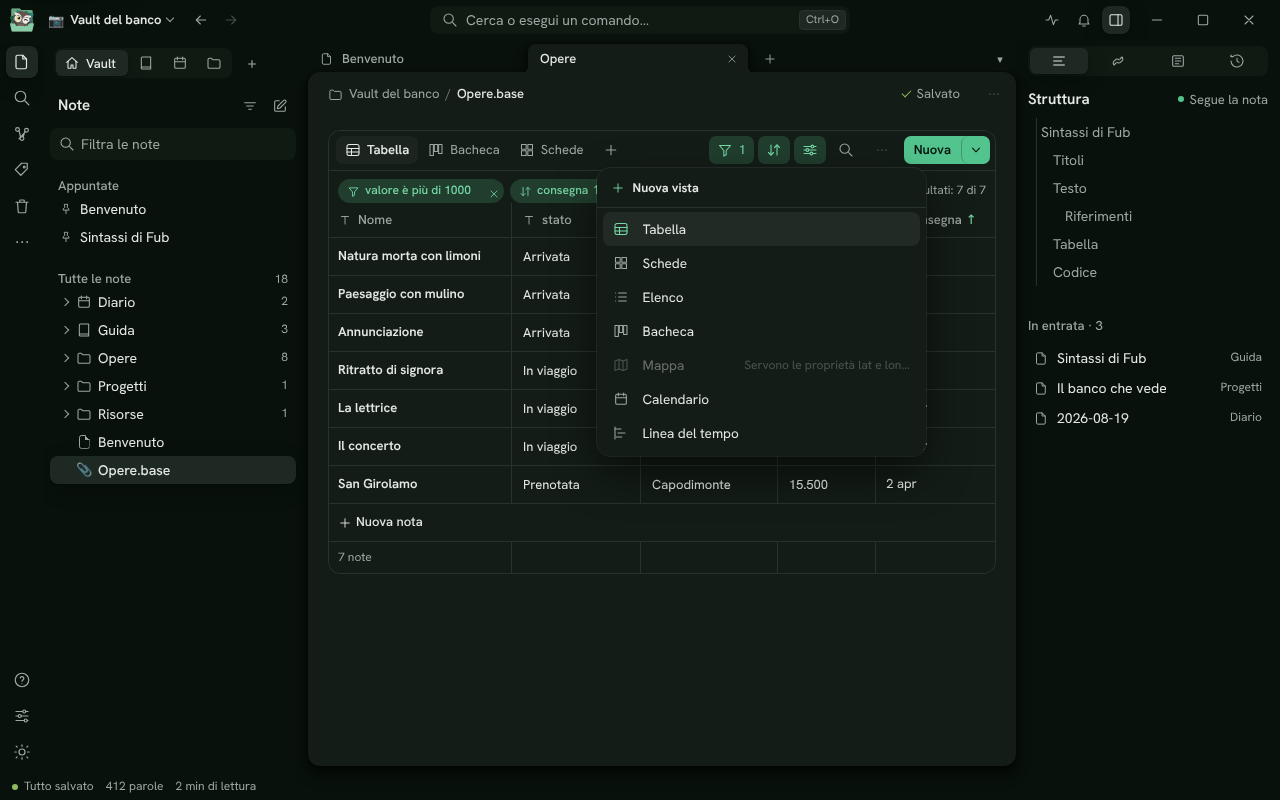 Vault del banco
Cerca o esegui un comando...
Ctrl+O
Vault
Benvenuto
Opere
Note
Filtra le note
Appuntate
Benvenuto
Sintassi di Fub
Tutte le note 18
Diario 2
Guida 3
Opere 8
Progetti 1
Risorse 1
Benvenuto
Opere.base
Vault del banco / Opere.base
Salvato
Tabella
Bacheca
Schede
1
Nuova
valore è più di 1000
consegna
7 di 7
Nome
stato
Natura morta con limoni Arrivata
Paesaggio con mulino Arrivata
Annunciazione Arrivata
Ritratto di signora In viaggio
La lettrice In viaggio
Il concerto In viaggio
San Girolamo Prenotata Capodimonte 15.500 2 apr
Nuova nota
7 note
Nuova vista
Tabella
Schede
Elenco
Bacheca
Mappa Servono le proprietà lat e lon...
Calendario
Linea del tempo
Struttura
Segue la nota
Sintassi di Fub
Titoli
Testo
Riferimenti
Tabella
Codice
In entrata · 3
Sintassi di Fub Guida
Il banco che vede Progetti
2026-08-19 Diario
Tutto salvato 412 parole 2 min di lettura